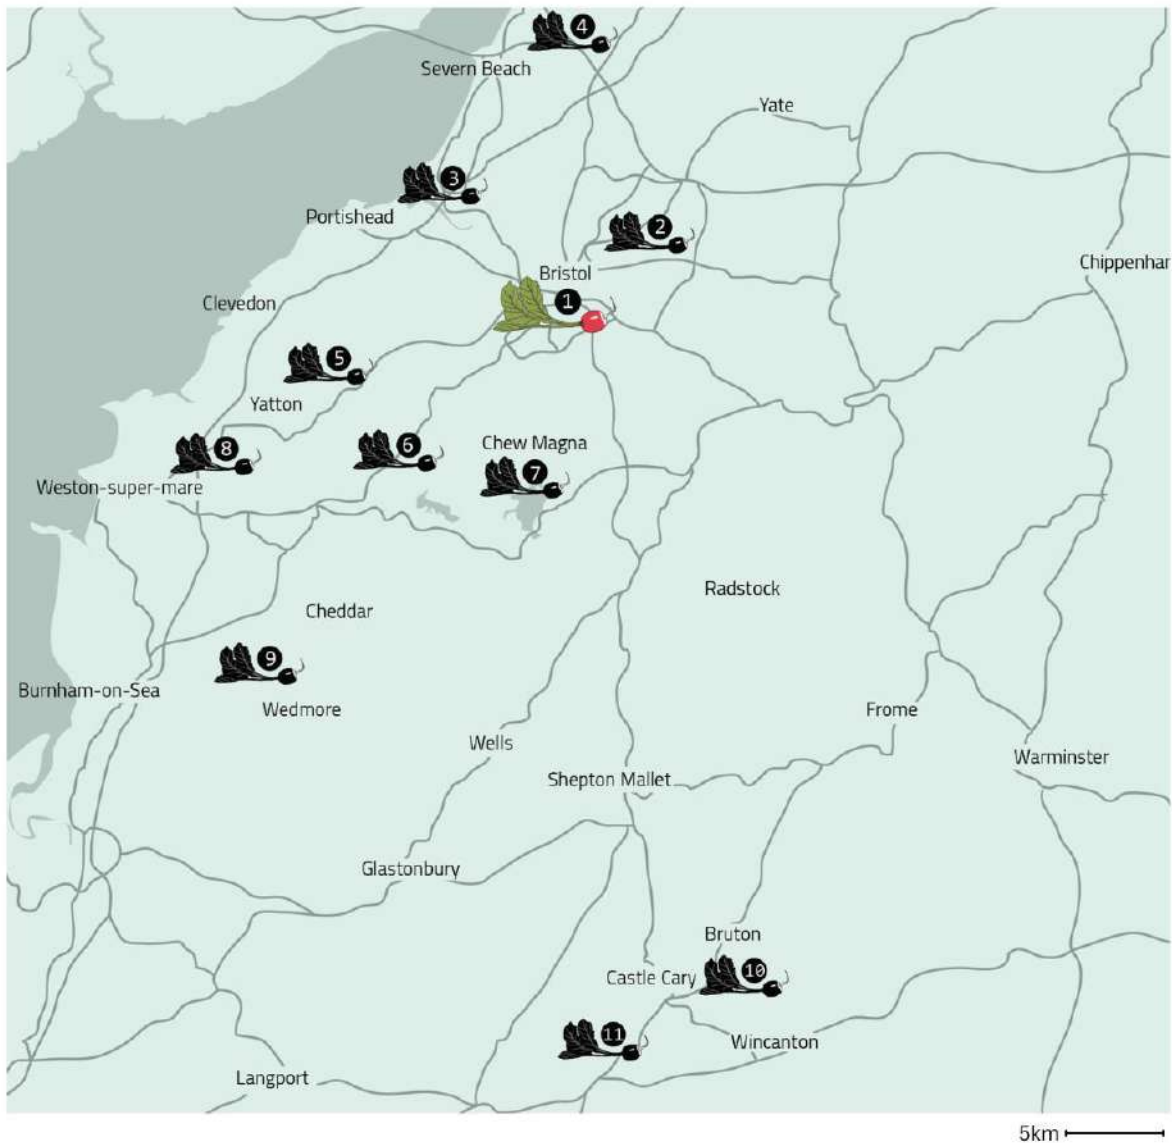 4
Severn Beach
Yate
3
Portishead
2
Bristol
Chippenhar
1
Clevedon
5
Yatton
6
Chew Magna
8
7
Weston-super-mare
Radstock
Cheddar
9
Burnham-on-Sea
Wedmore
Frome
Wells
Warminster
Shepton Mallet
Glastonbury
Bruton
10
Castle Cary
11
Wincanton
Langport
5km